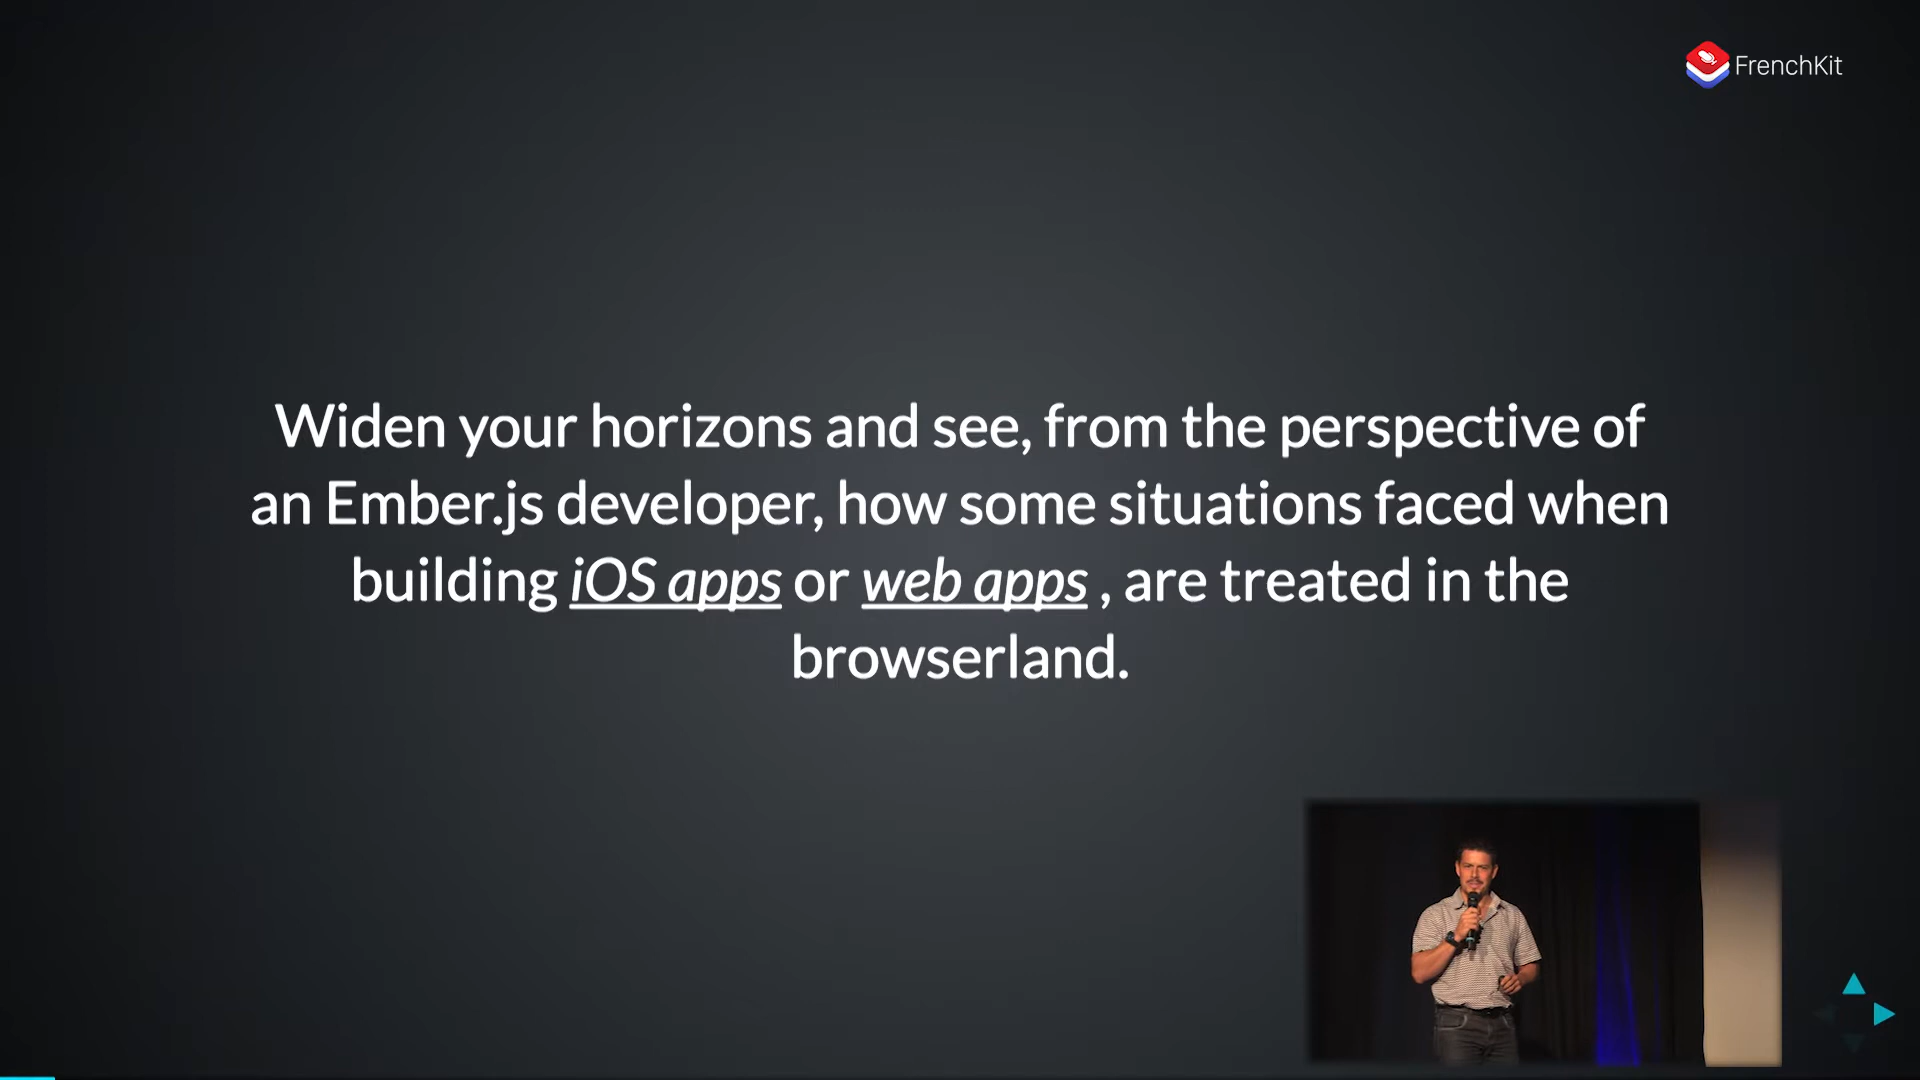 FrenchKit
Widen your horizons and see, from the perspective of
an Ember.js developer, how some situations faced when
building iOS apps or web apps , are treated in the
browserland.